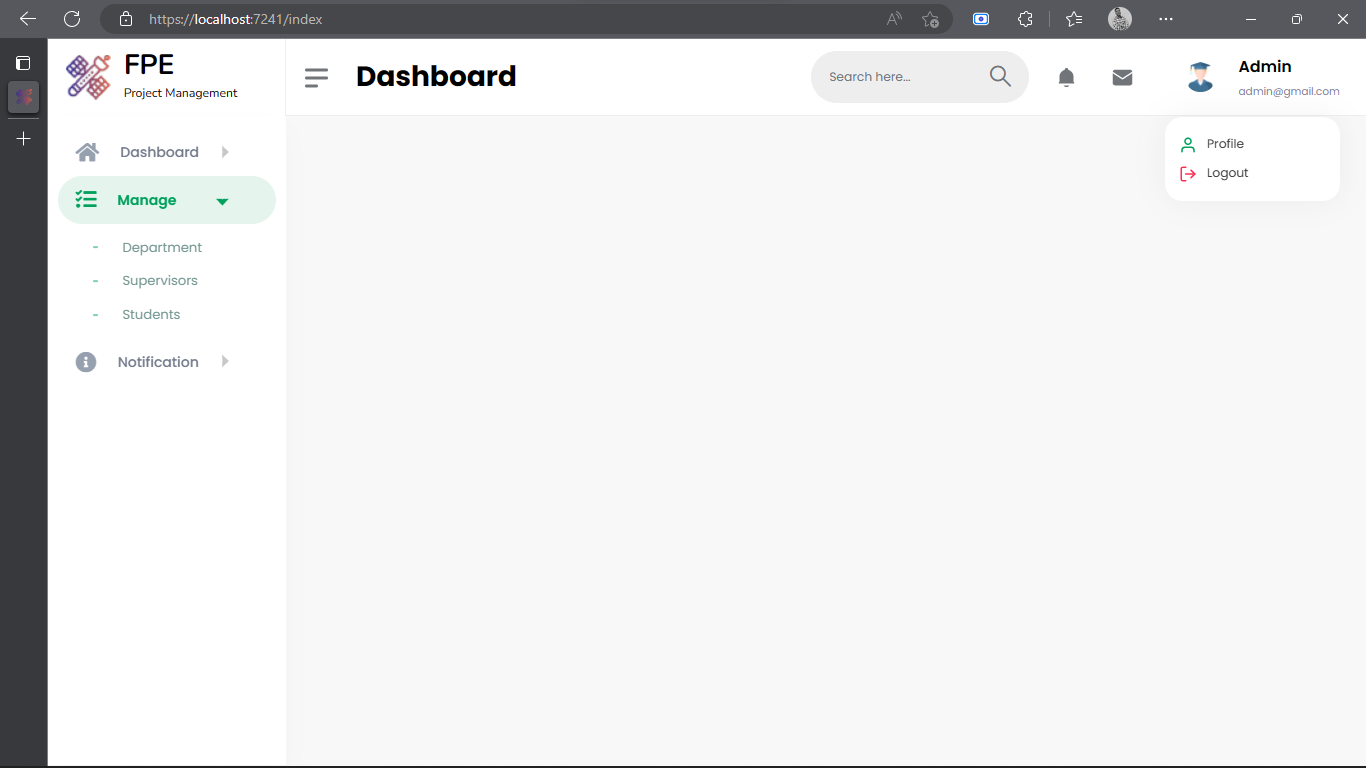 https://localhost:7241/index
FPE
Project Management
Dashboard
Search here...
Admin
admin@gmail.com
Profile
Logout
Dashboard
Manage
- Department
- Supervisors
- Students
Notification